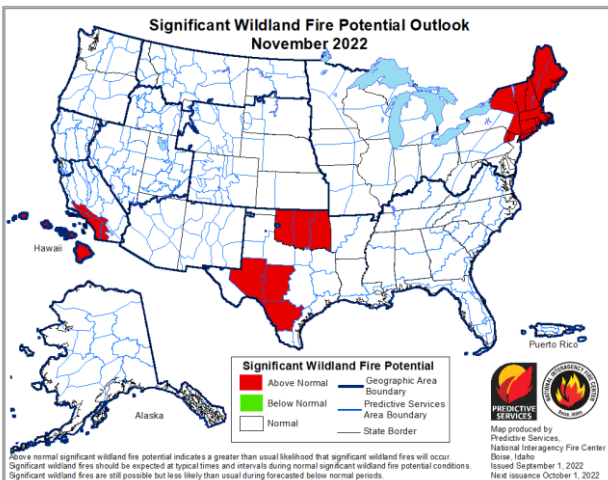 Significant Wildland Fire Potential Outlook
November 2022
Hawaii
Alaska
Puerto Rico
Significant Wildland Fire Potential
Above Normal
Below Normal
Normal
Geographic Area
Boundary
Predictive Services
Area Boundary
State Border
PREDICTIVE
SERVICES
NATIONAL INTERAGENCY FIRE CENTER
Boise, Idaho
Map produced by
Predictive Services,
National Interagency Fire Center
Boise, Idaho
Issued September 1, 2022
Next issuance October 1, 2022
Above normal significant wildland fire potential indicates a greater than usual likelihood that significant wildland fires will occur.
Significant wildland fires should be expected at typical times and intervals during normal significant wildland fire potential conditions.
Significant wildland fires are still possible but less likely than usual during forecasted below normal periods.